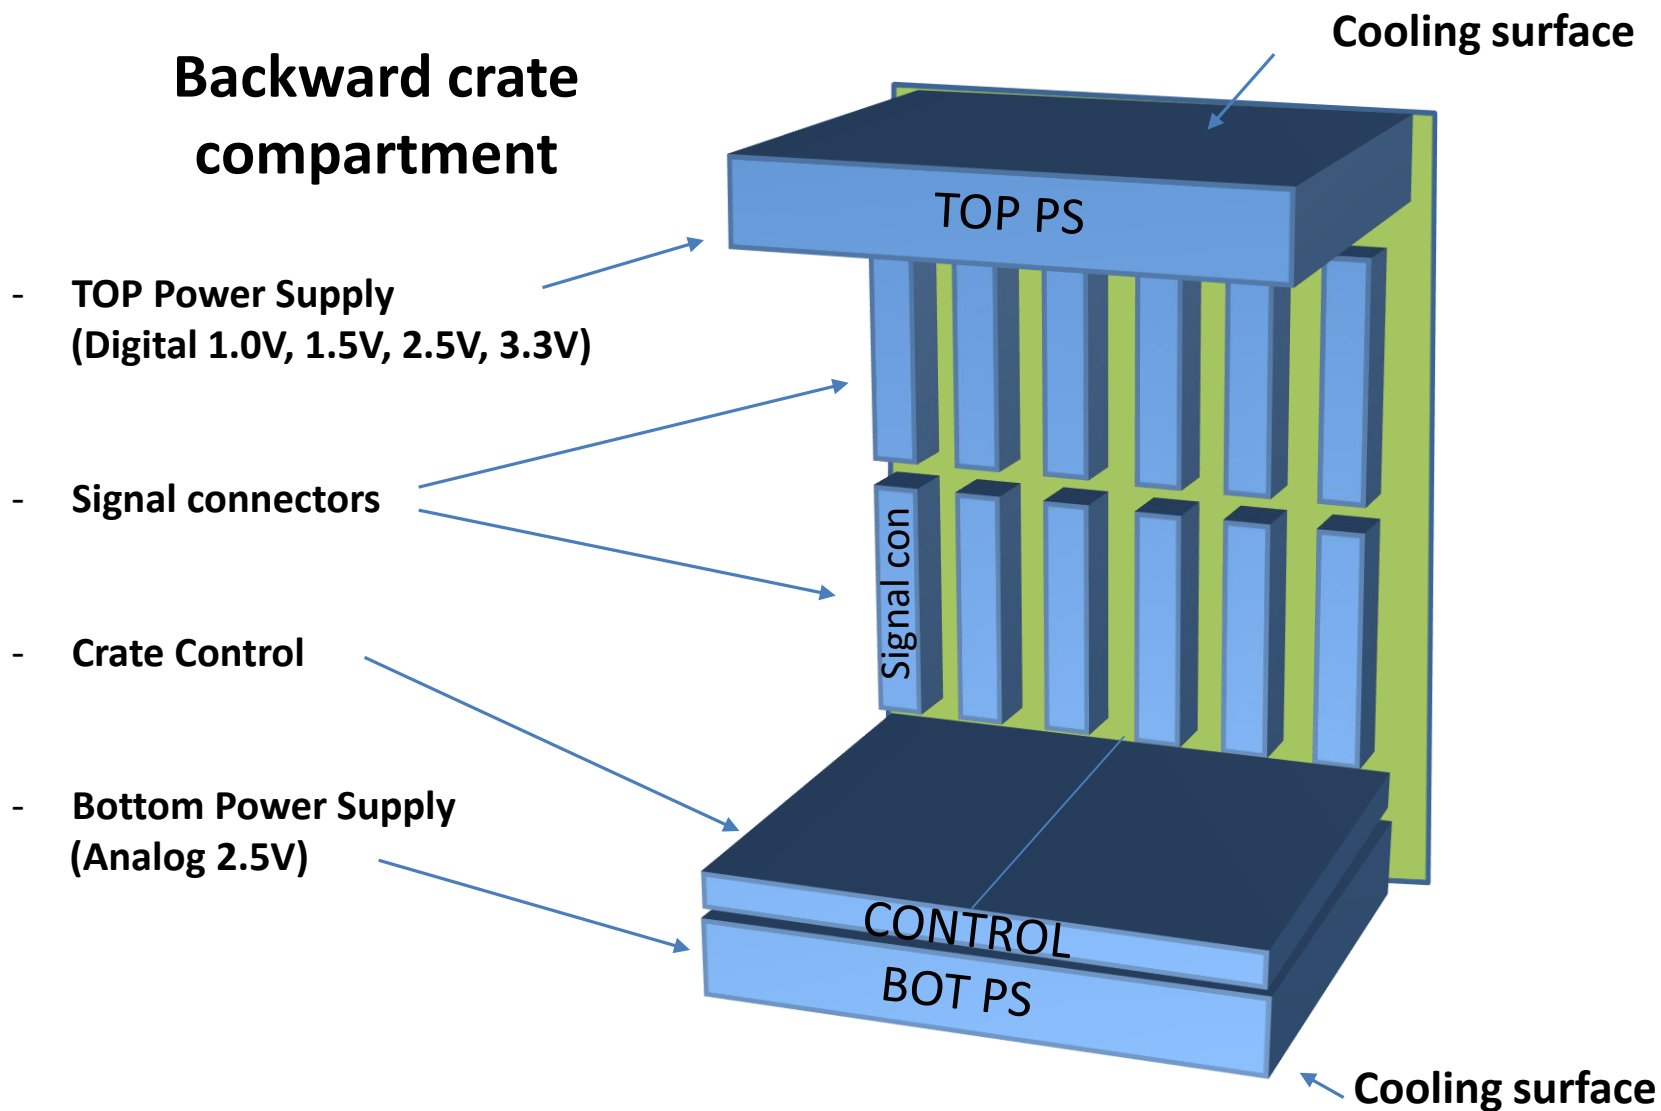 Cooling surface
Backward crate
compartment
TOP PS
- TOP Power Supply
(Digital 1.0V, 1.5V, 2.5V, 3.3V)
- Signal connectors
Signal con
- Crate Control
- Bottom Power Supply
(Analog 2.5V)
CONTROL
BOT PS
Cooling surface